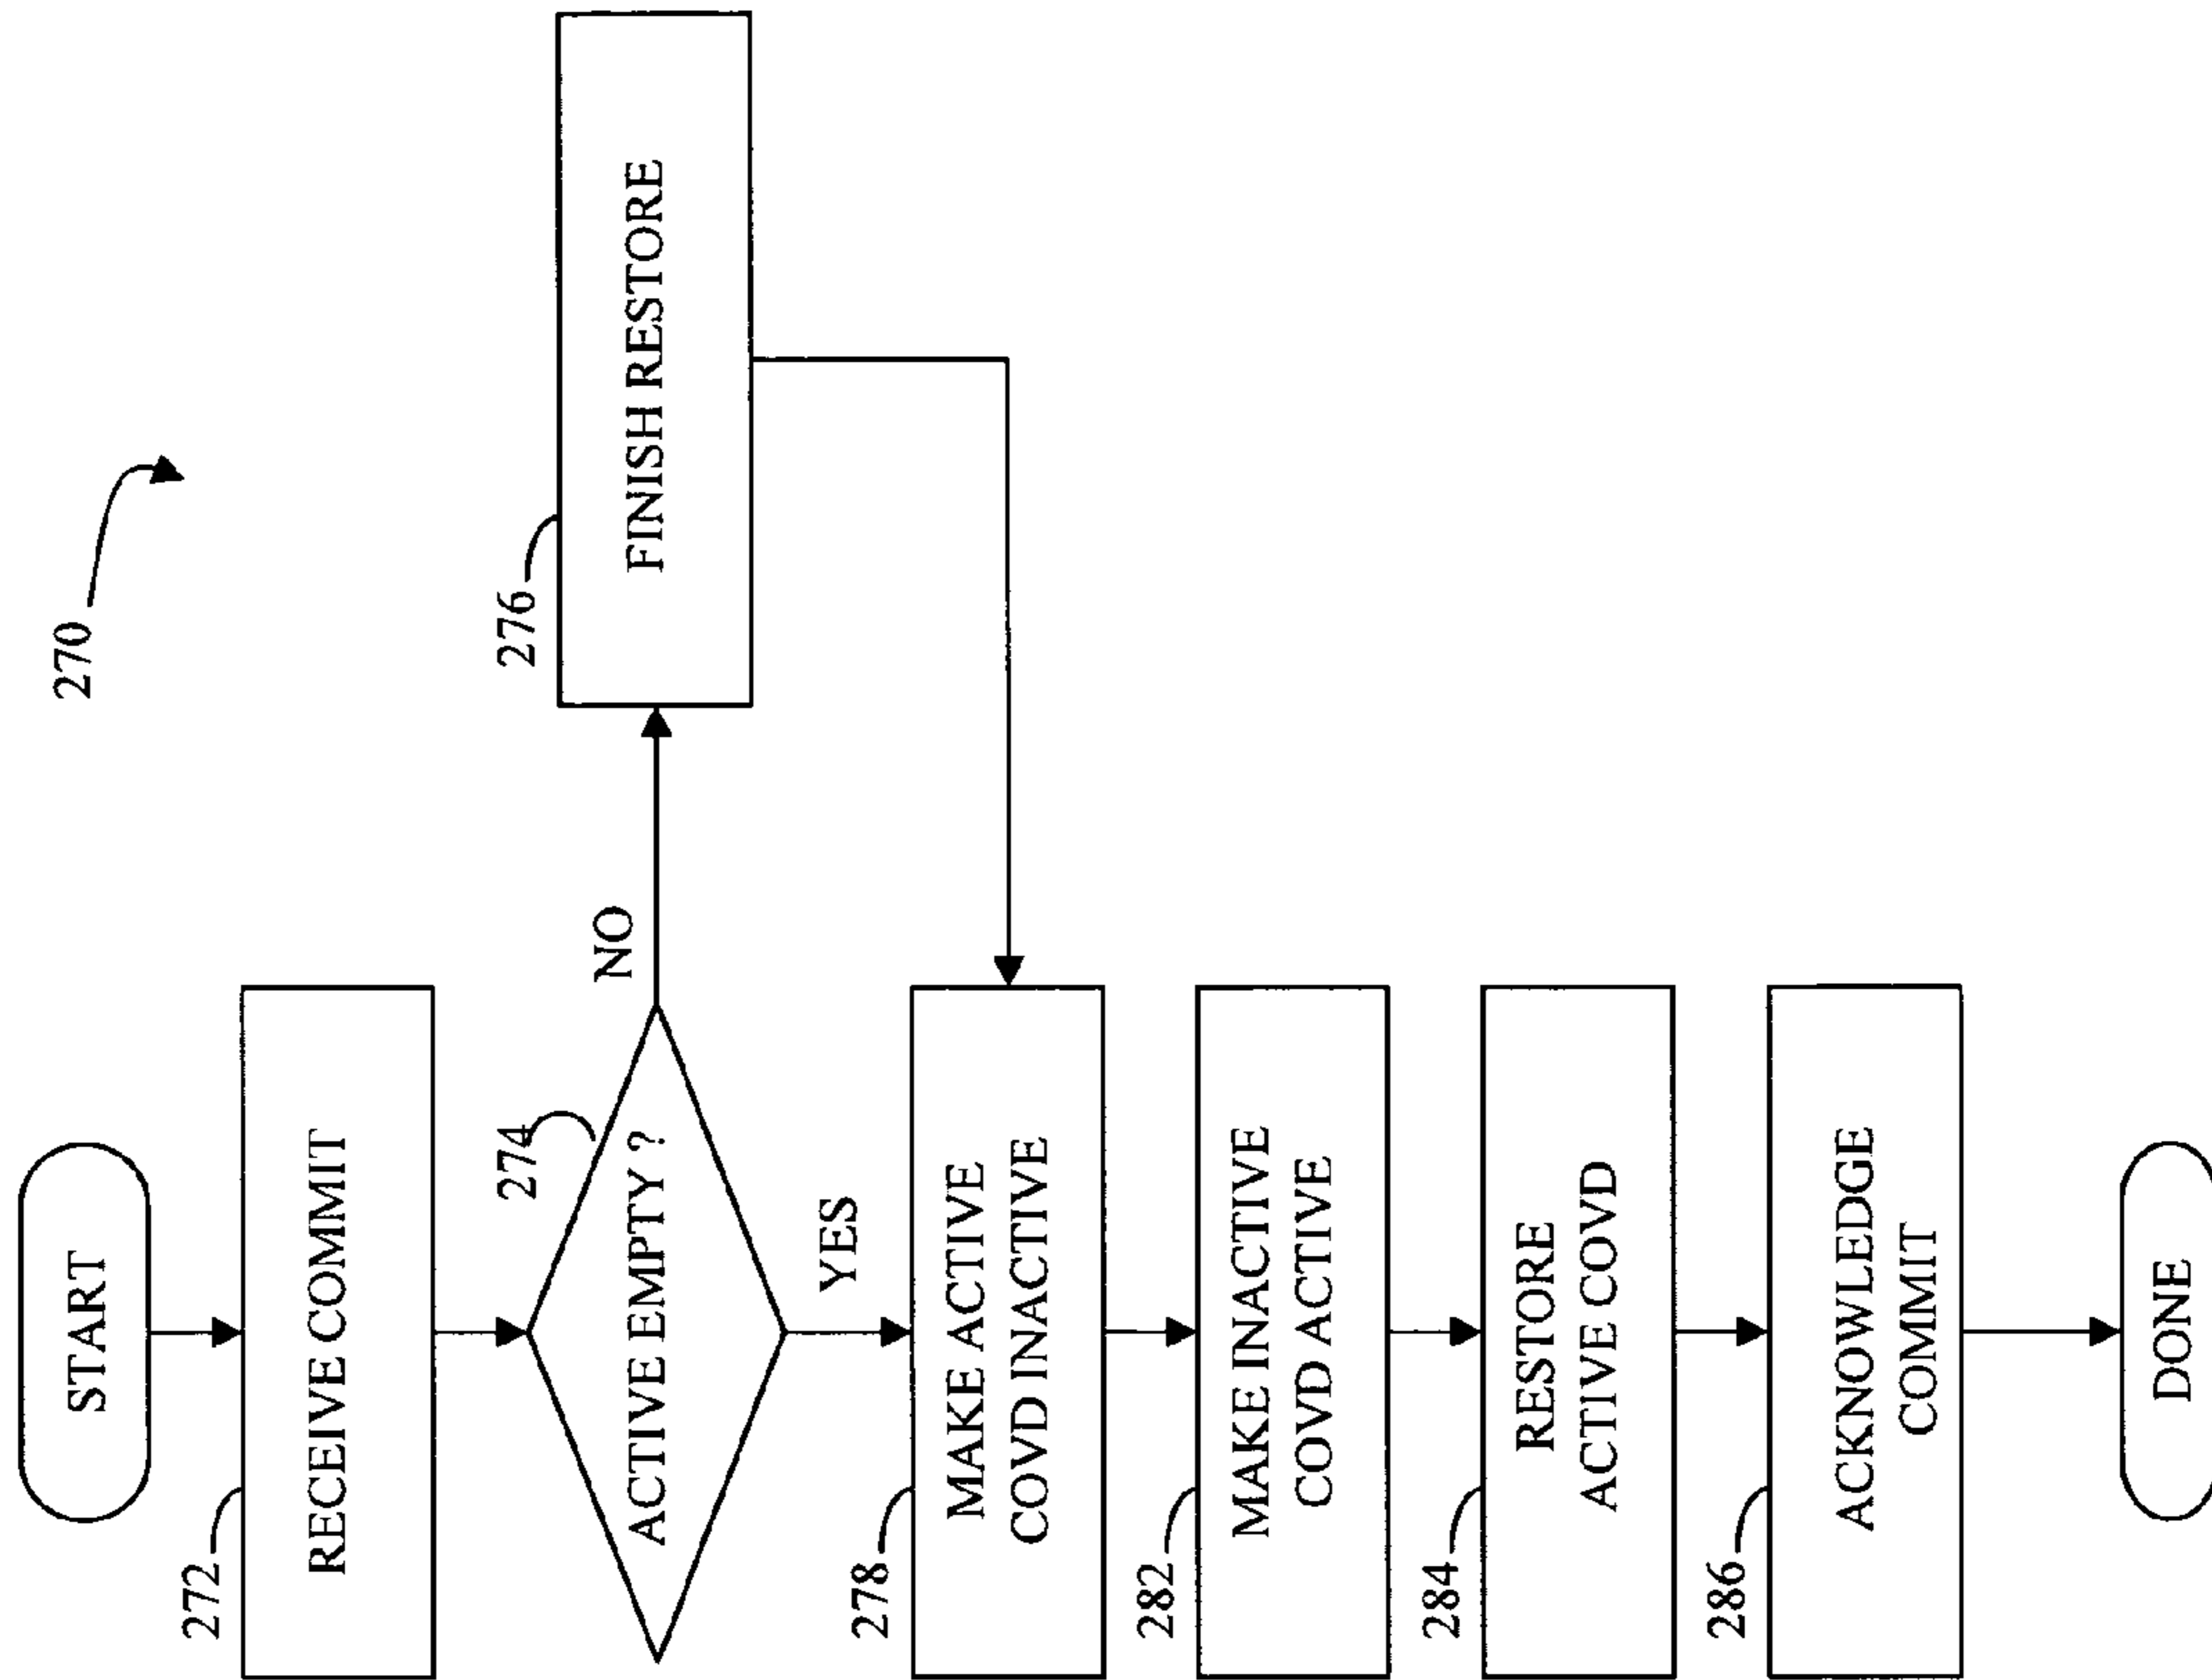 270
START
272
RECEIVE COMMIT
274
ACTIVE EMPTY ?
NO
276
FINISH RESTORE
YES
278
MAKE ACTIVE
COVD INACTIVE
282
MAKE INACTIVE
COVD ACTIVE
284
RESTORE
ACTIVE COVD
286
ACKNOWLEDGE
COMMIT
DONE